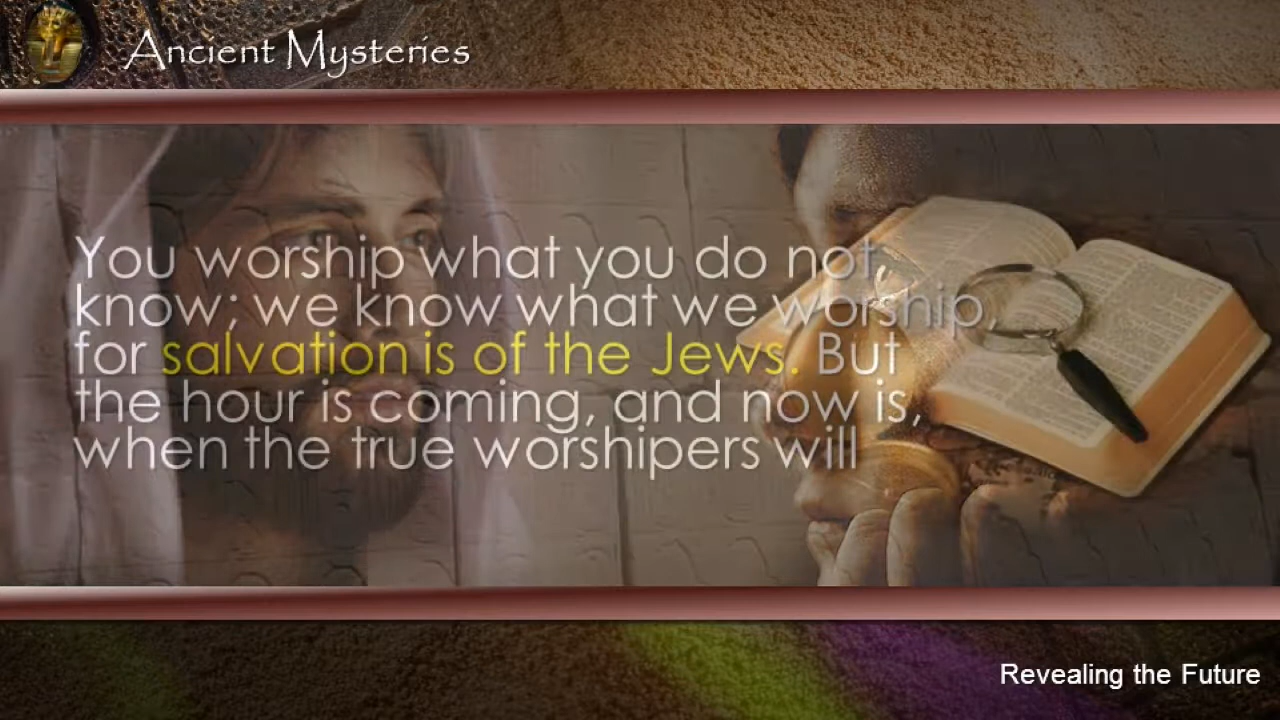 Ancient Mysteries
You worship what you do not
know; we know what we worship,
for salvation is of the Jews. But
the hour is coming, and now is,
when the true worshipers will
Revealing the Future